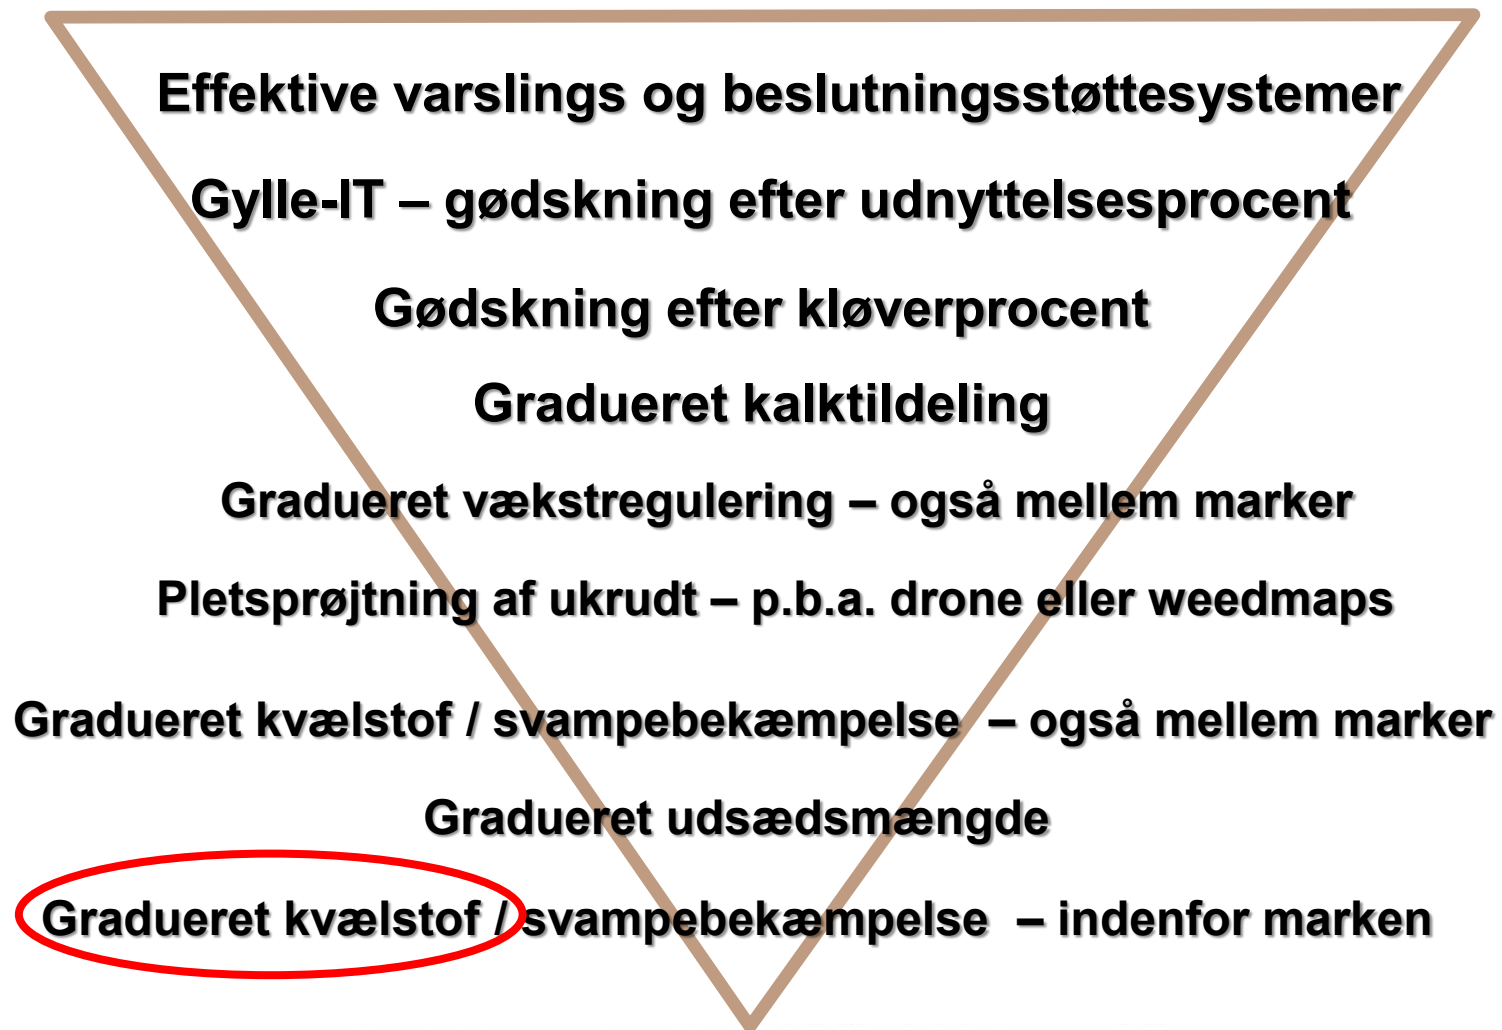 Effektive varslings og beslutningsstøttesystemer
Gylle-IT – gødskning efter udnyttelsesprocent
Gødskning efter kløverprocent
Gradueret kalktildeling
Gradueret vækstregulering – også mellem marker
Pletsprøjtning af ukrudt – p.b.a. drone eller weedmaps
Gradueret kvælstof / svampebekæmpelse – også mellem marker
Gradueret udsædsmængde
Gradueret kvælstof / svampebekæmpelse – indenfor marken